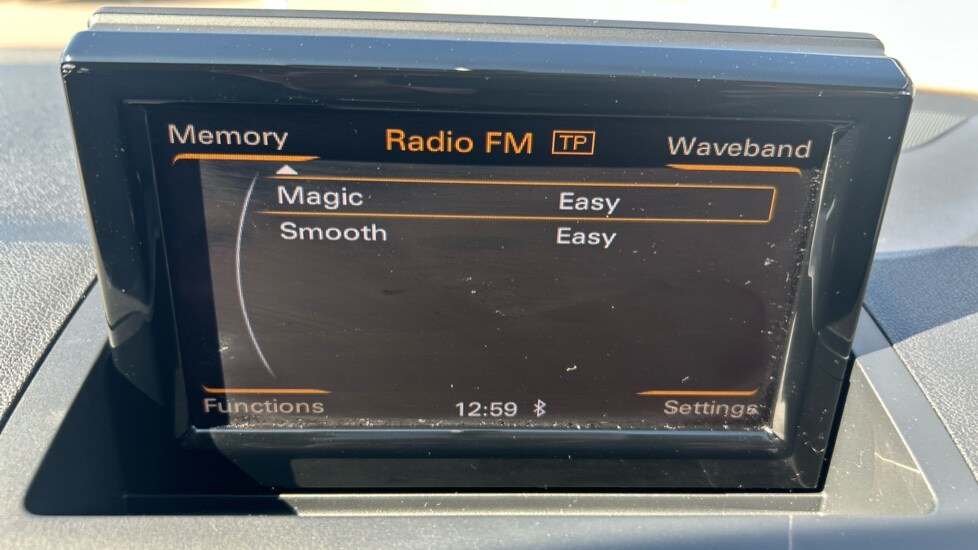 Memory Radio FM TP Waveband
Magic Easy
Smooth Easy
Functions 12:59 Settings